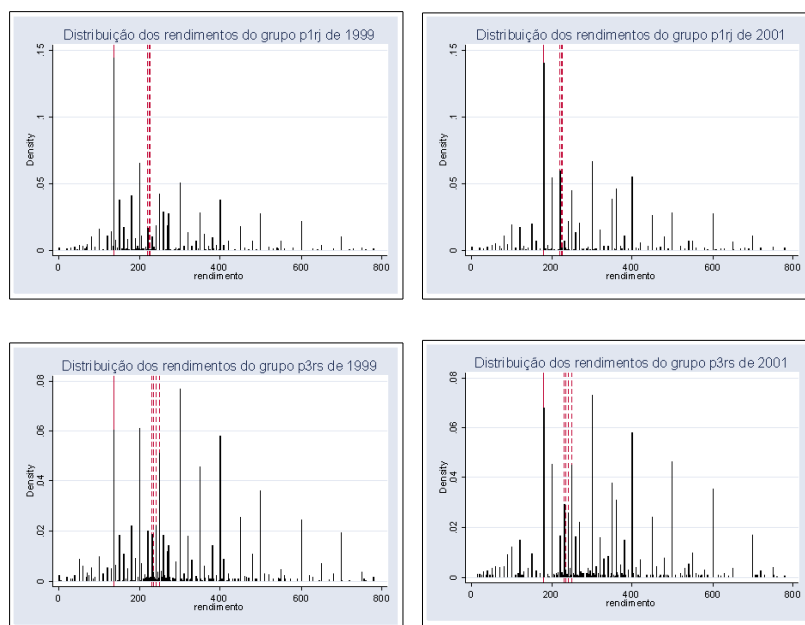 Distribuição dos rendimentos do grupo p1rj de 1999
.15
.1
.05
0
Density
0 200 400 600 800
rendimento
Distribuição dos rendimentos do grupo p1rj de 2001
.15
.1
.05
0
Density
0 200 400 600 800
rendimento
Distribuição dos rendimentos do grupo p3rs de 1999
.08
.06
.04
.02
0
Density
0 200 400 600 800
rendimento
Distribuição dos rendimentos do grupo p3rs de 2001
.08
.06
.04
.02
0
Density
0 200 400 600 800
rendimento